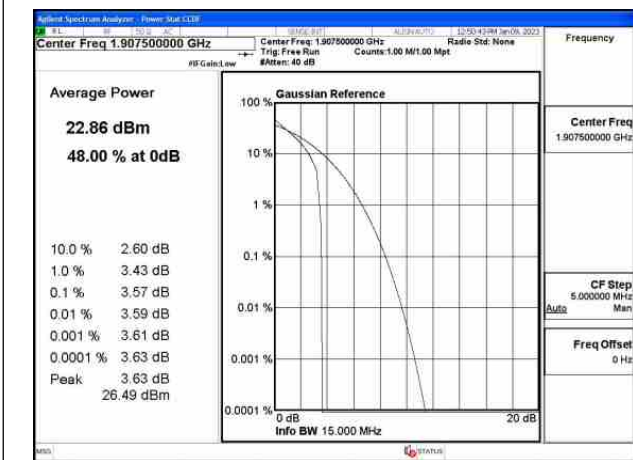 Agilent Spectrum Analyzer - Power Stat CCDF
RL RF 50 Ω AC SENSE:INT ALIGN AUTO 12:50:43 PM Jan 09, 2023
Center Freq 1.907500000 GHz
Center Freq: 1.907500000 GHz Radio Std: None
Trig: Free Run Counts:1.00 M/1.00 Mpt
#IFGain:Low #Atten: 40 dB
Frequency
Average Power
22.86 dBm
48.00 % at 0dB
10.0 % 2.60 dB
1.0 % 3.43 dB
0.1 % 3.57 dB
0.01 % 3.59 dB
0.001 % 3.61 dB
0.0001 % 3.63 dB
Peak 3.63 dB
26.49 dBm
Gaussian Reference
100 %
10 %
1 %
0.1 %
0.01 %
0.001 %
0.0001 %
0 dB 20 dB
Info BW 15.000 MHz
Center Freq
1.907500000 GHz
CF Step
5.000000 MHz
Auto Man
Freq Offset
0 Hz
MSG STATUS